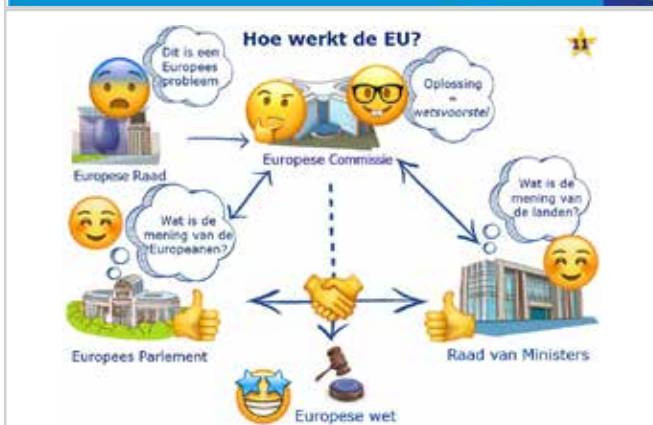 Hoe werkt de EU?
11
Dit is een
Europees
probleem
Oplossing
=
wetsvoorstel
Europese Raad
Europese Commissie
Wat is de
mening van de
Europeanen?
Wat is de
mening van
de landen?
Europees Parlement
Raad van Ministers
Europese wet